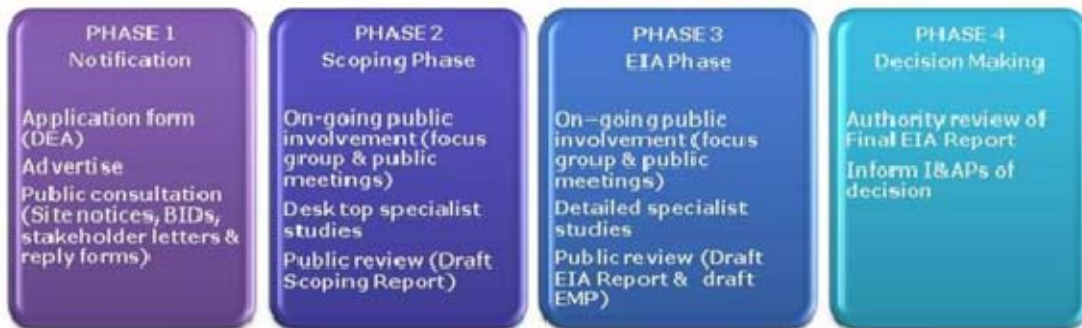 PHASE 1
Notification
Application form
(DEA)
Advertise
Public consultation
(Site notices, BIDs,
stakeholder letters &
reply forms)
PHASE 2
Scoping Phase
On-going public
involvement (focus
group & public
meetings)
Desk top specialist
studies
Public review (Draft
Scoping Report)
PHASE 3
EIA Phase
On–going public
involvement (focus
group & public
meetings)
Detailed specialist
studies
Public review (Draft
EIA Report & draft
EMP)
PHASE 4
Decision Making
Authority review of
Final EIA Report
Inform I&APs of
decision